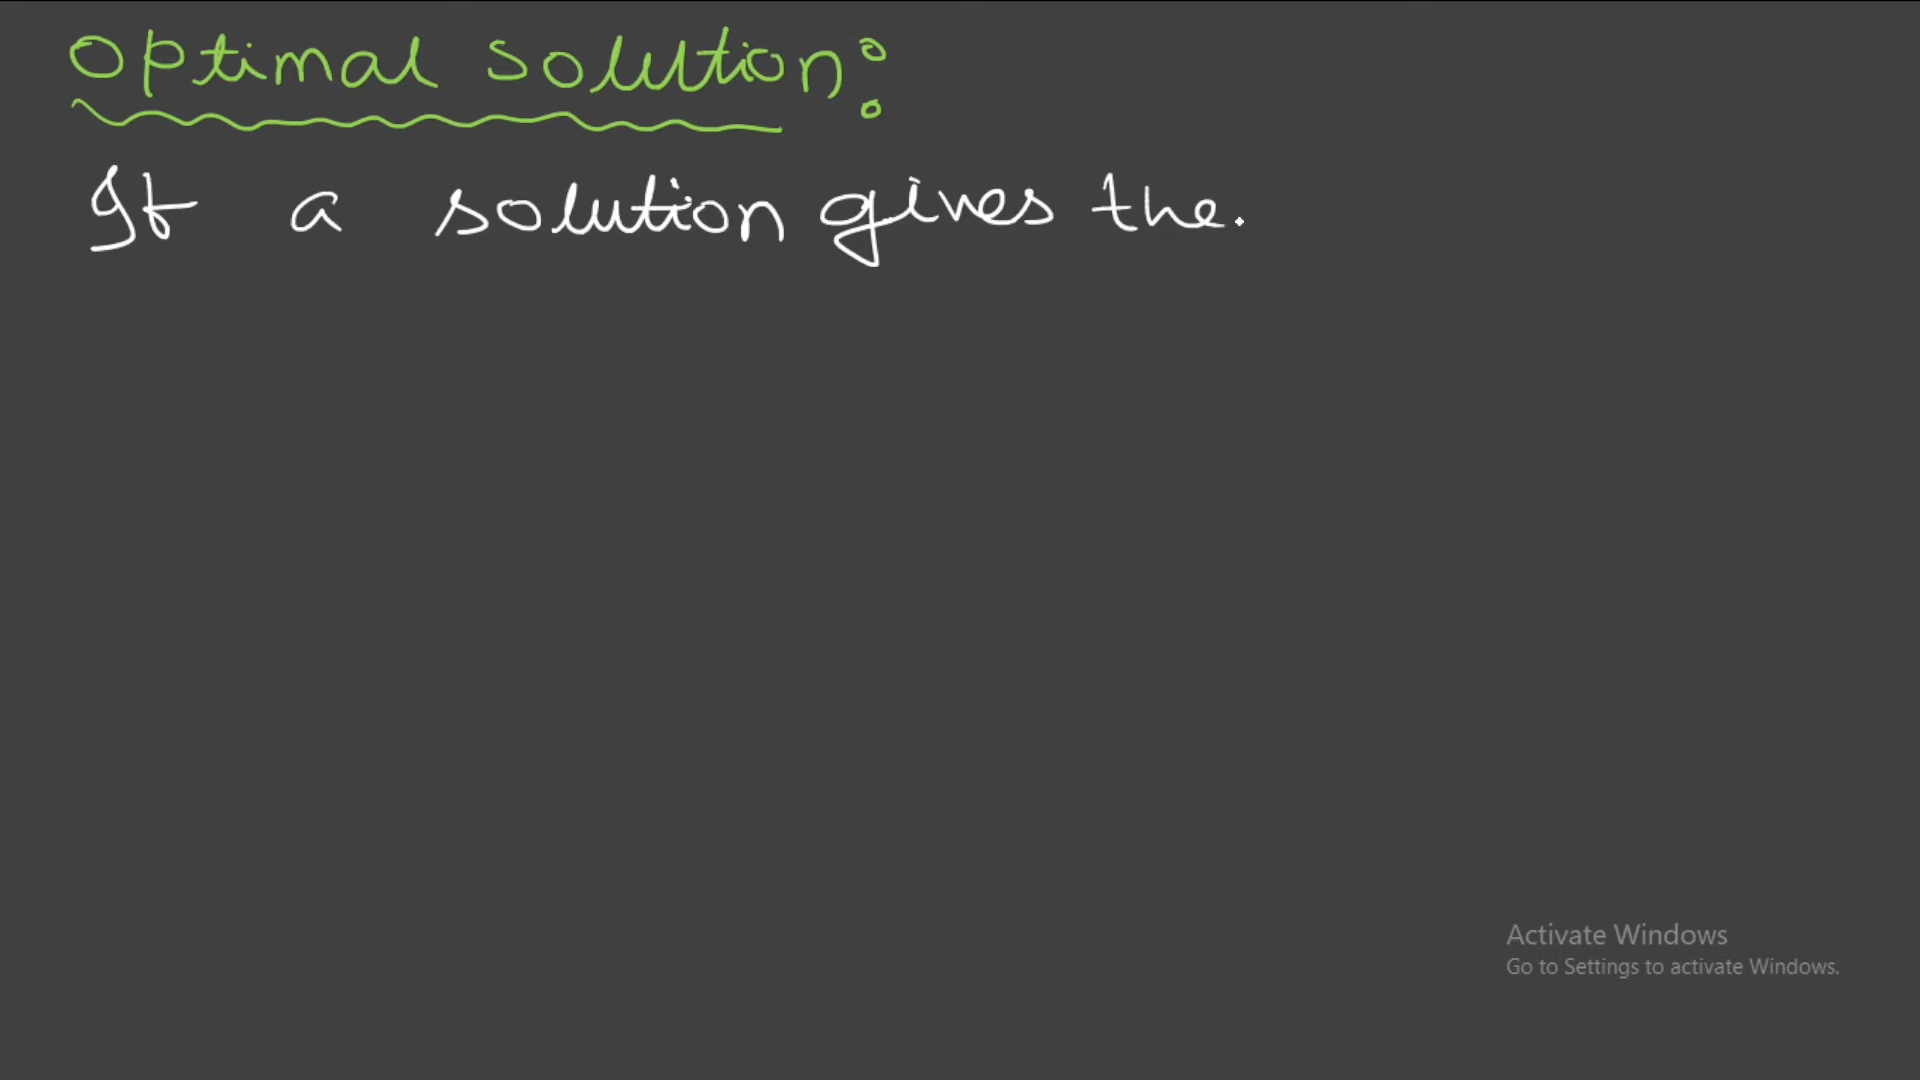 Optimal solution:
If a solution gives the
Activate Windows
Go to Settings to activate Windows.